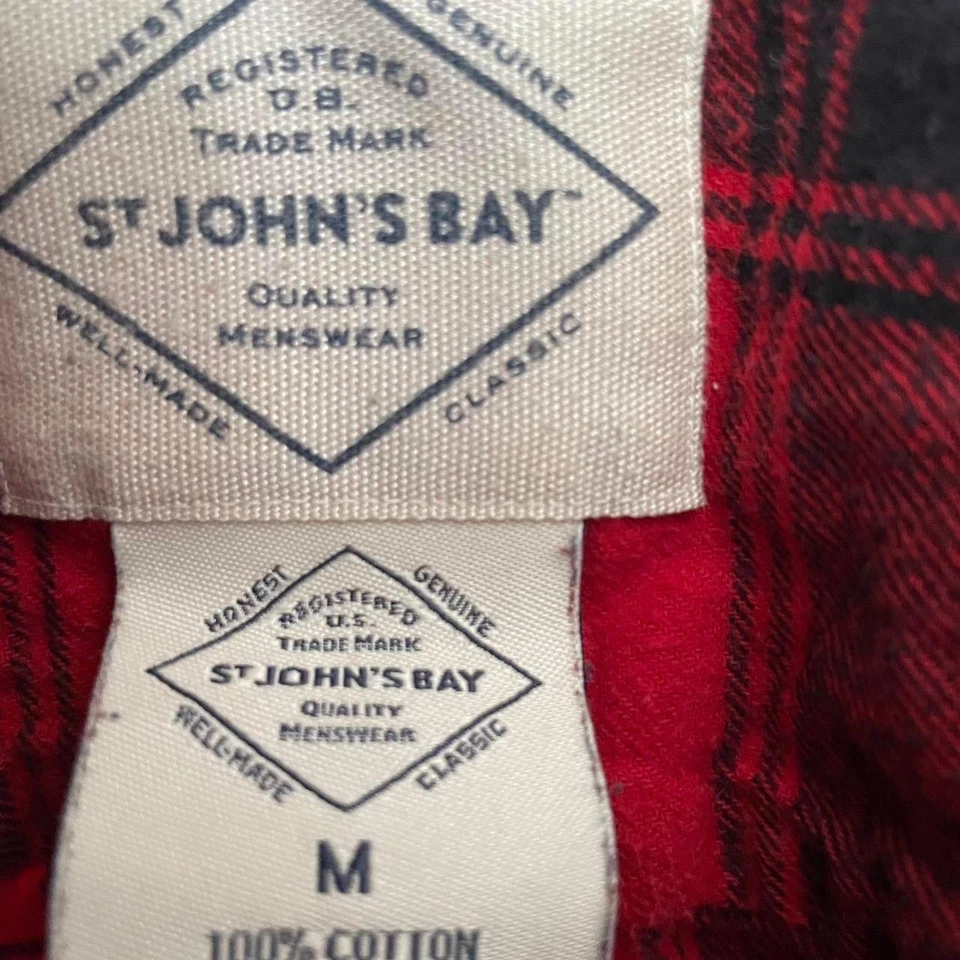 HONEST
GENUINE
REGISTERED
U.S.
TRADE MARK
ST JOHN'S BAY™
QUALITY
MENSWEAR
WELL-MADE
CLASSIC
HONEST
GENUINE
REGISTERED
U.S.
TRADE MARK
ST JOHN'S BAY
QUALITY
MENSWEAR
WELL-MADE
CLASSIC
M
100% COTTON